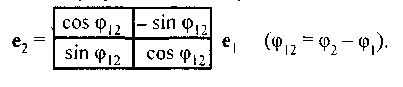 e₂ = | cos φ₁₂ | – sin φ₁₂ | sin φ₁₂ | cos φ₁₂ | e₁ (φ₁₂ = φ₂ – φ₁).